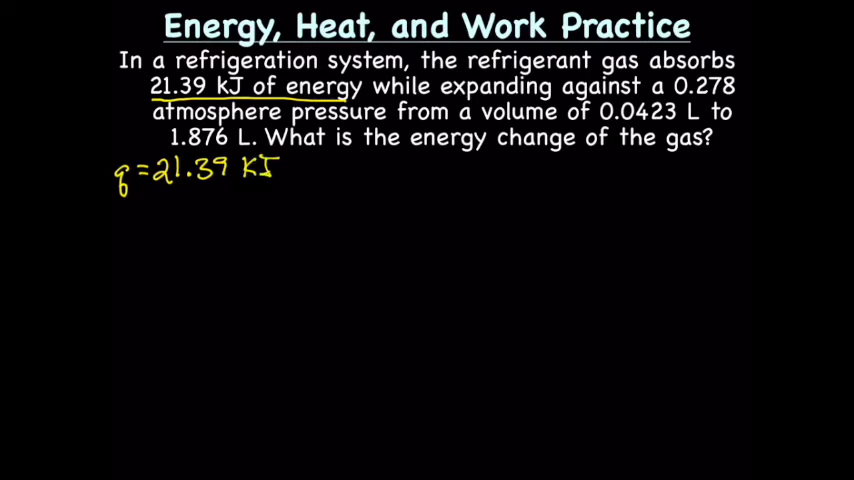 Energy, Heat, and Work Practice
In a refrigeration system, the refrigerant gas absorbs
21.39 kJ of energy while expanding against a 0.278
atmosphere pressure from a volume of 0.0423 L to
1.876 L. What is the energy change of the gas?
q = 21.39 KJ